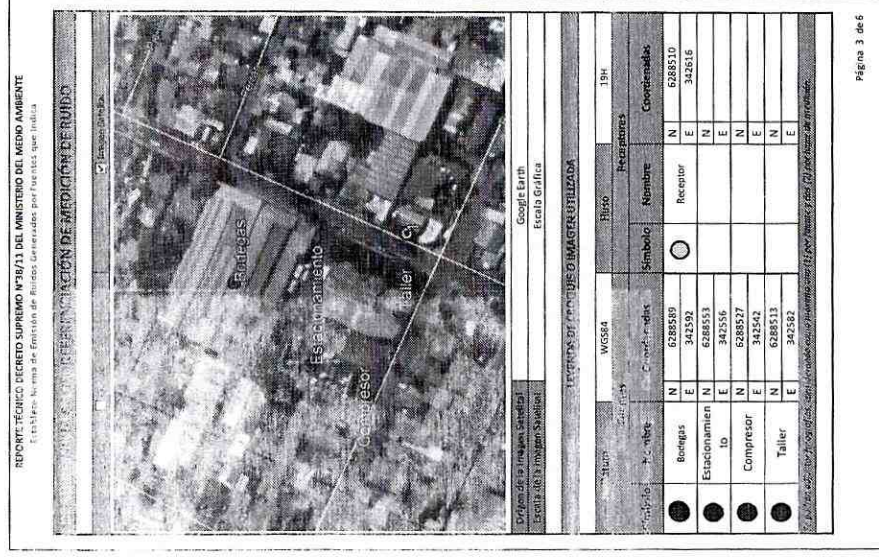 REPORTE TÉCNICO DECRETO SUPREMO N°38/11 DEL MINISTERIO DEL MEDIO AMBIENTE
Establece Norma de Emisión de Ruidos Generados por Fuentes que Indica
DE MEDICIÓN DE RUIDO
Imagen Satelital
Bodegas
Estacionamiento
Taller
Compresor
Origen de la Imagen Satelital Google Earth
Escala de la Imagen Satelital Escala Gráfica
LEYENDA DE CROQUIS O IMAGEN UTILIZADA
Datum WGS84 Huso 19H
Fuentes Receptores
Símbolo Nombre Coordenadas Símbolo Nombre Coordenadas
Bodegas N 6288589 Receptor N 6288510
E 342592 E 342616
Estacionamien N 6288553 N
to E 342556 E
Compresor N 6288527 N
E 342542 E
Taller N 6288513 N
E 342582 E
Página 3 de 6